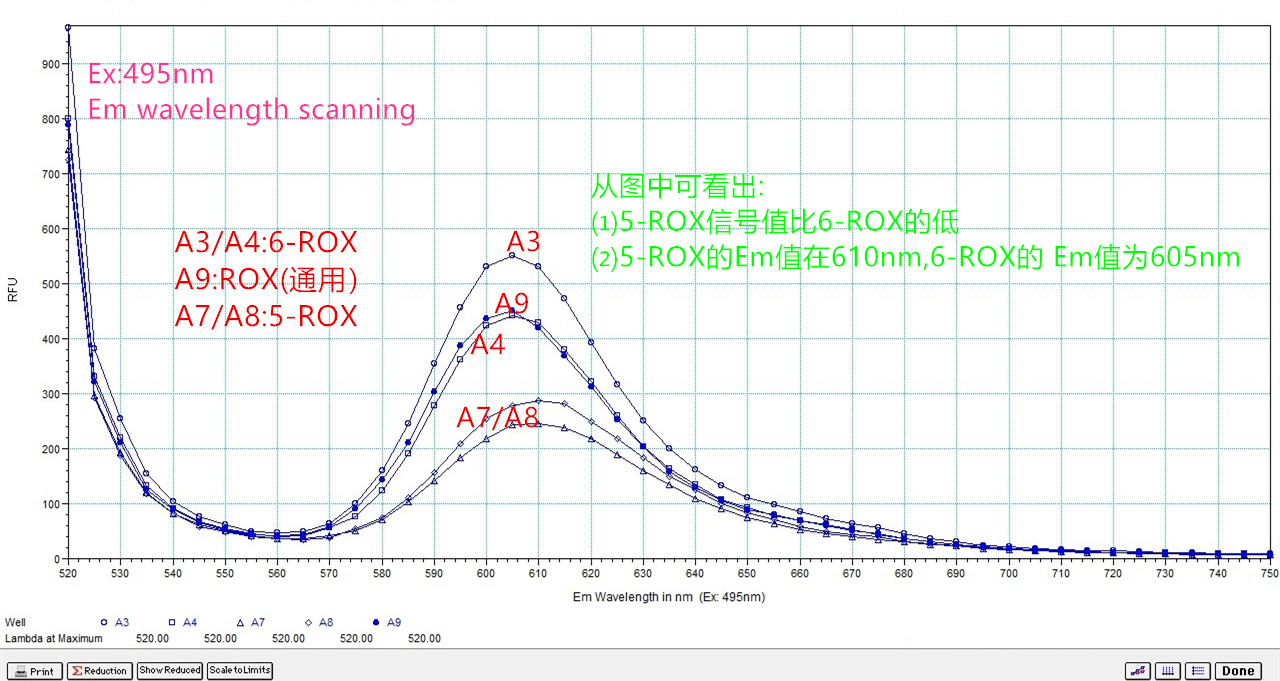 Ex:495nm
Em wavelength scanning
从图中可看出:
(1)5-ROX信号值比6-ROX的低
(2)5-ROX的Em值在610nm,6-ROX的 Em值为605nm
A3/A4:6-ROX
A9:ROX(通用)
A7/A8:5-ROX
A3
A9
A4
A7/A8
RFU
900
800
700
600
500
400
300
200
100
0
520 530 540 550 560 570 580 590 600 610 620 630 640 650 660 670 680 690 700 710 720 730 740 750
Em Wavelength in nm (Ex: 495nm)
Well A3 A4 A7 A8 A9
Lambda at Maximum 520.00 520.00 520.00 520.00 520.00
Print Reduction Show Reduced Scale to Limits Done